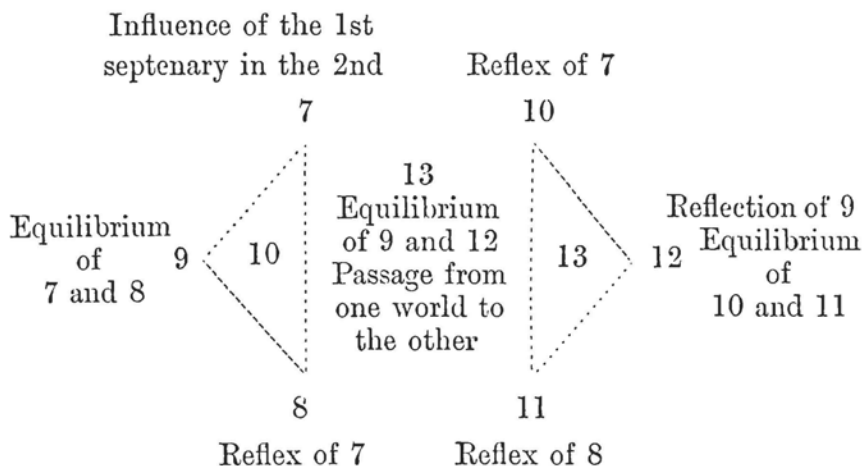 Influence of the 1st
septenary in the 2nd
7
Reflex of 7
10
Equilibrium
of
7 and 8
9
10
13
Equilibrium
of 9 and 12
Passage from
one world to
the other
13
12
Reflection of 9
Equilibrium
of
10 and 11
8
Reflex of 7
11
Reflex of 8